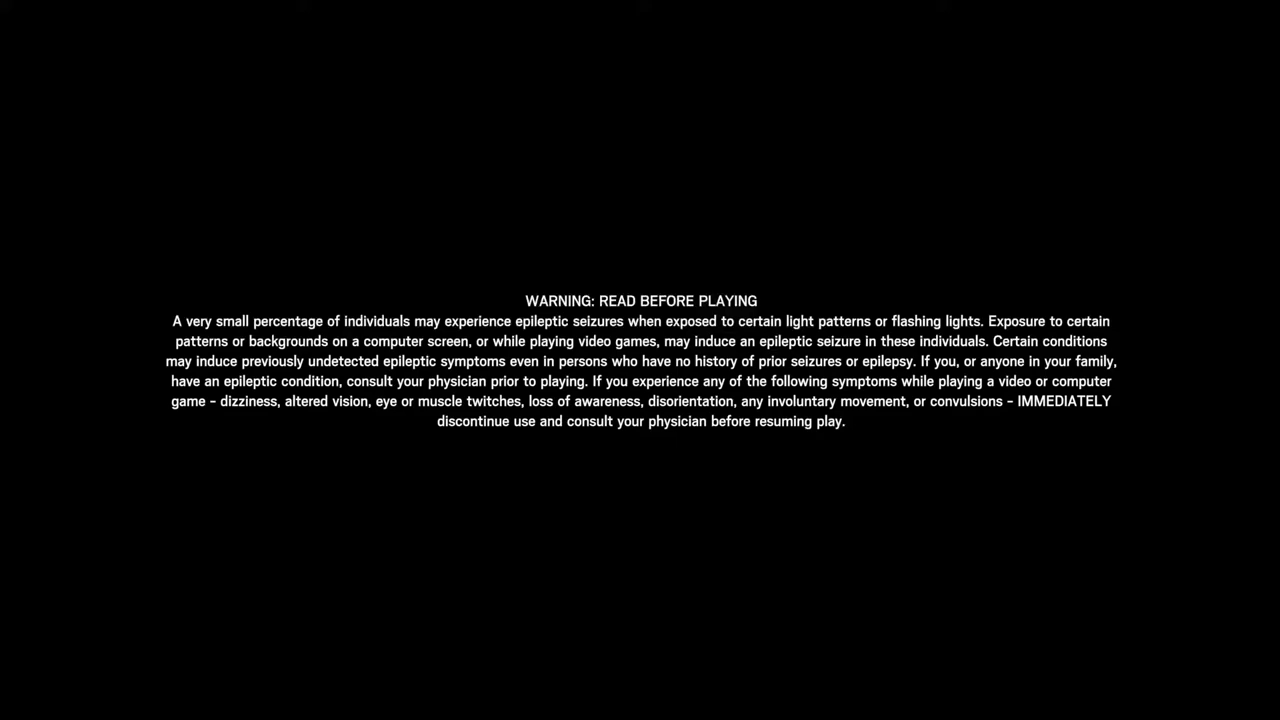 WARNING: READ BEFORE PLAYING
A very small percentage of individuals may experience epileptic seizures when exposed to certain light patterns or flashing lights. Exposure to certain
patterns or backgrounds on a computer screen, or while playing video games, may induce an epileptic seizure in these individuals. Certain conditions
may induce previously undetected epileptic symptoms even in persons who have no history of prior seizures or epilepsy. If you, or anyone in your family,
have an epileptic condition, consult your physician prior to playing. If you experience any of the following symptoms while playing a video or computer
game - dizziness, altered vision, eye or muscle twitches, loss of awareness, disorientation, any involuntary movement, or convulsions - IMMEDIATELY
discontinue use and consult your physician before resuming play.